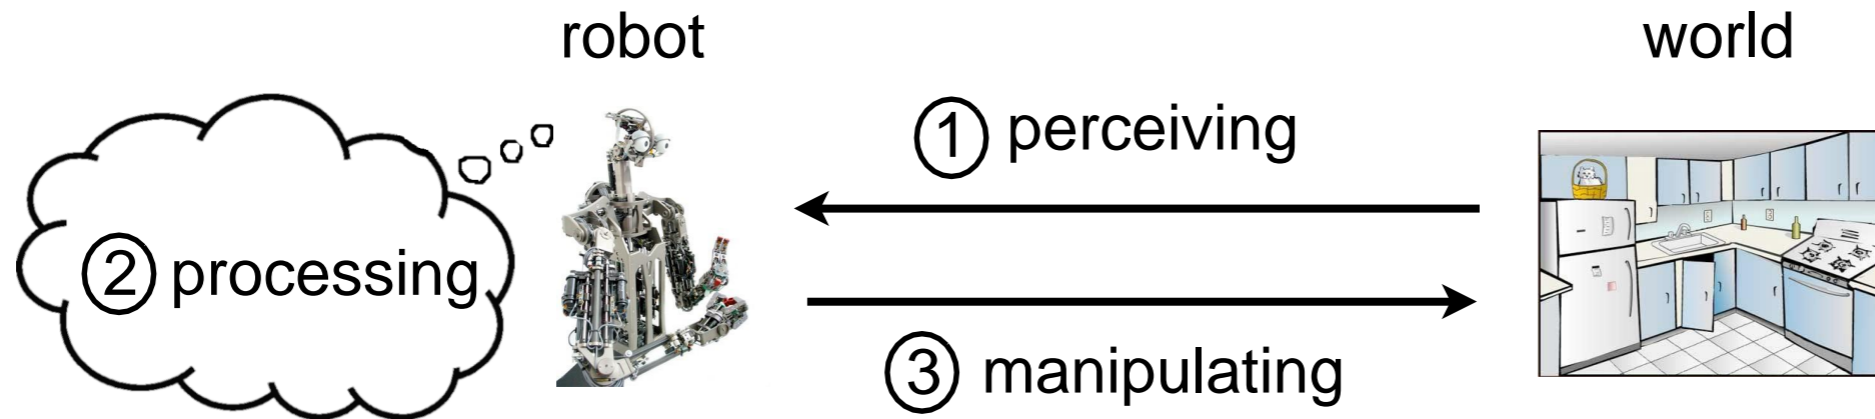 robot
world
① perceiving
② processing
③ manipulating